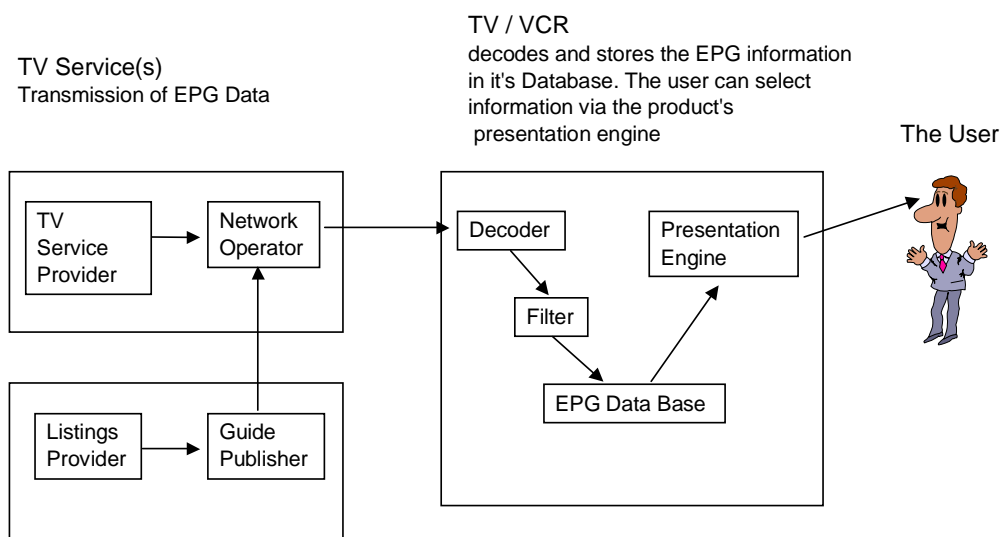 TV Service(s)
Transmission of EPG Data
TV / VCR
decodes and stores the EPG information
in it's Database. The user can select
information via the product's
presentation engine
The User
TV
Service
Provider
Network
Operator
Listings
Provider
Guide
Publisher
Decoder
Filter
EPG Data Base
Presentation
Engine